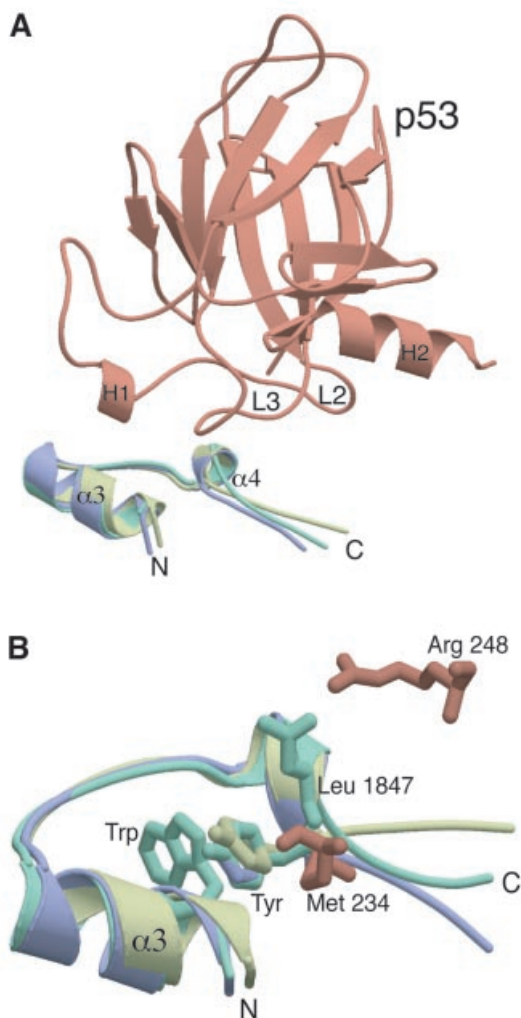 A
p53
H1
L3
L2
H2
α3
α4
N
C
B
Arg 248
Leu 1847
Trp
Tyr
Met 234
C
α3
N